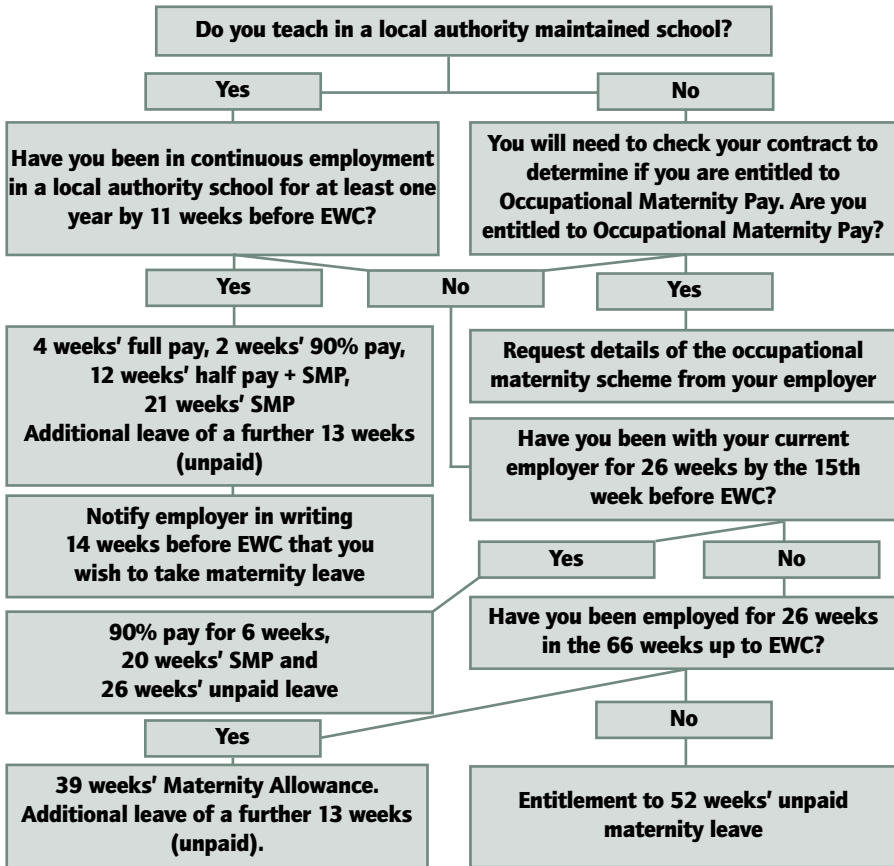 Do you teach in a local authority maintained school?
Yes
No
Have you been in continuous employment
in a local authority school for at least one
year by 11 weeks before EWC?
You will need to check your contract to
determine if you are entitled to
Occupational Maternity Pay. Are you
entitled to Occupational Maternity Pay?
Yes
No
Yes
4 weeks' full pay, 2 weeks' 90% pay,
12 weeks' half pay + SMP,
21 weeks' SMP
Additional leave of a further 13 weeks
(unpaid)
Request details of the occupational
maternity scheme from your employer
Have you been with your current
employer for 26 weeks by the 15th
week before EWC?
Notify employer in writing
14 weeks before EWC that you
wish to take maternity leave
Yes
No
90% pay for 6 weeks,
20 weeks' SMP and
26 weeks' unpaid leave
Have you been employed for 26 weeks
in the 66 weeks up to EWC?
Yes
No
39 weeks' Maternity Allowance.
Additional leave of a further 13 weeks
(unpaid).
Entitlement to 52 weeks' unpaid
maternity leave